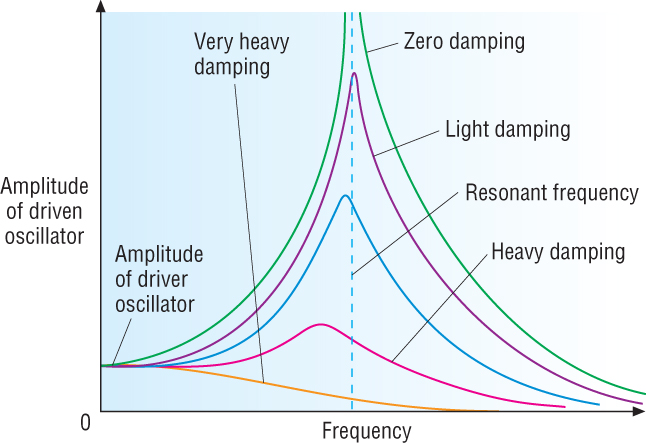 Very heavy
damping
Zero damping
Light damping
Amplitude
of driven
oscillator
Resonant frequency
Amplitude
of driver
oscillator
Heavy damping
0
Frequency